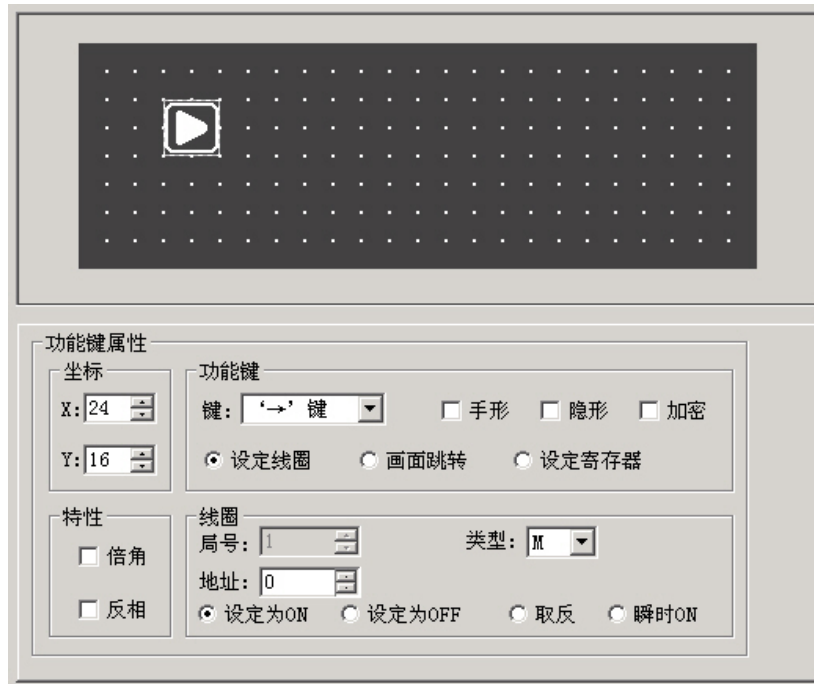 功能键属性
坐标
功能键
X: 24
键: ‘→’键
手形
隐形
加密
Y: 16
设定线圈
画面跳转
设定寄存器
特性
线圈
局号: 1
类型: M
倍角
地址: 0
反相
设定为ON
设定为OFF
取反
瞬时ON